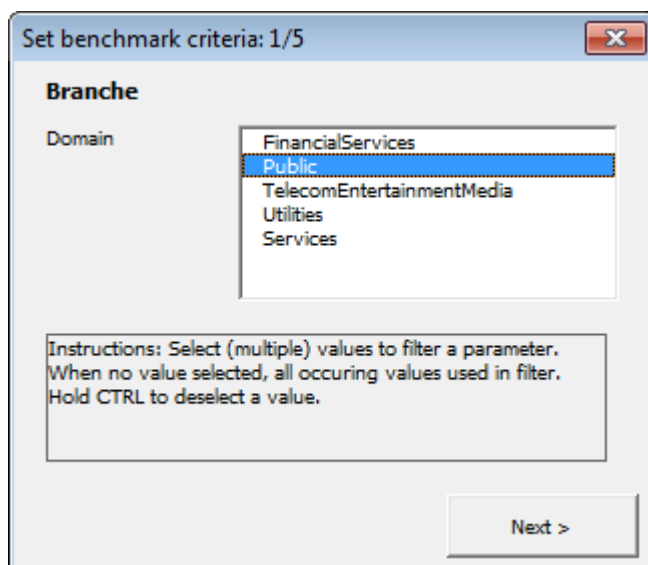 Set benchmark criteria: 1/5
Branche
Domain
FinancialServices
Public
TelecomEntertainmentMedia
Utilities
Services
Instructions: Select (multiple) values to filter a parameter.
When no value selected, all occuring values used in filter.
Hold CTRL to deselect a value.
Next >